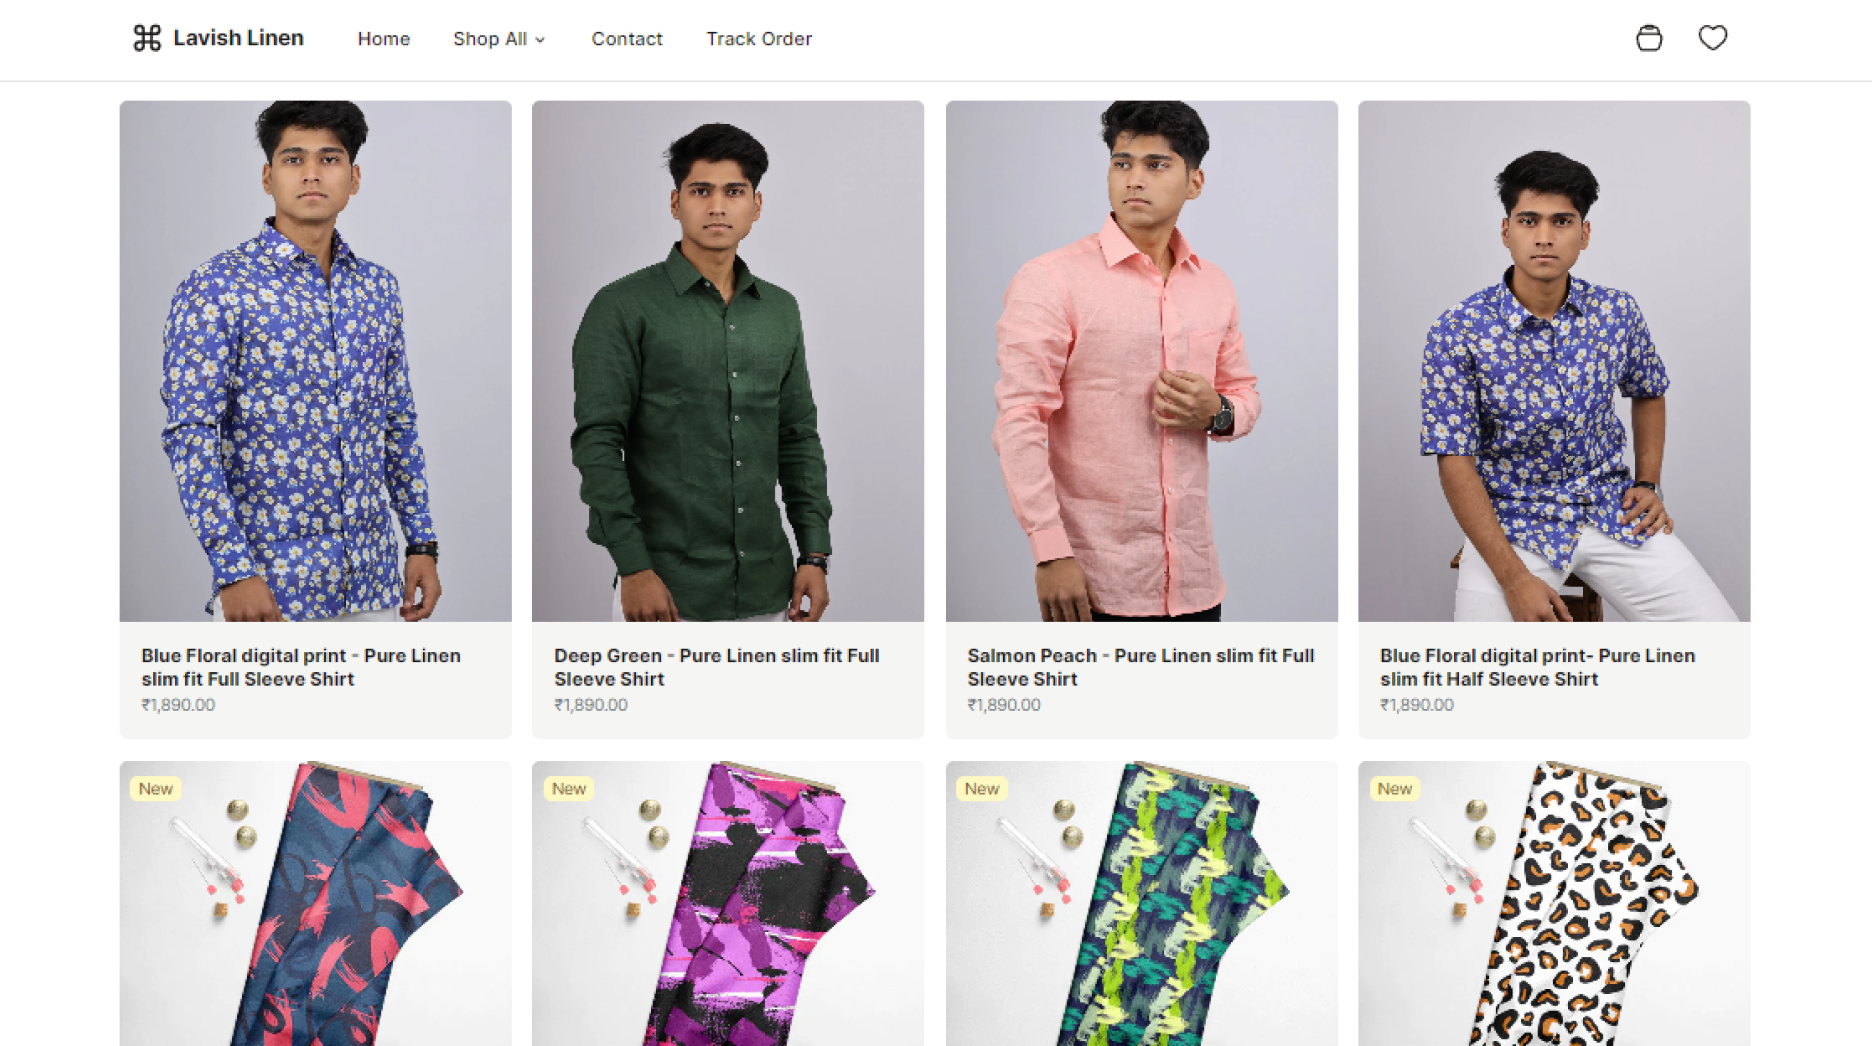 Lavish Linen Home Shop All Contact Track Order
Blue Floral digital print - Pure Linen
slim fit Full Sleeve Shirt
₹1,890.00
Deep Green - Pure Linen slim fit Full
Sleeve Shirt
₹1,890.00
Salmon Peach - Pure Linen slim fit Full
Sleeve Shirt
₹1,890.00
Blue Floral digital print- Pure Linen
slim fit Half Sleeve Shirt
₹1,890.00
New
New
New
New